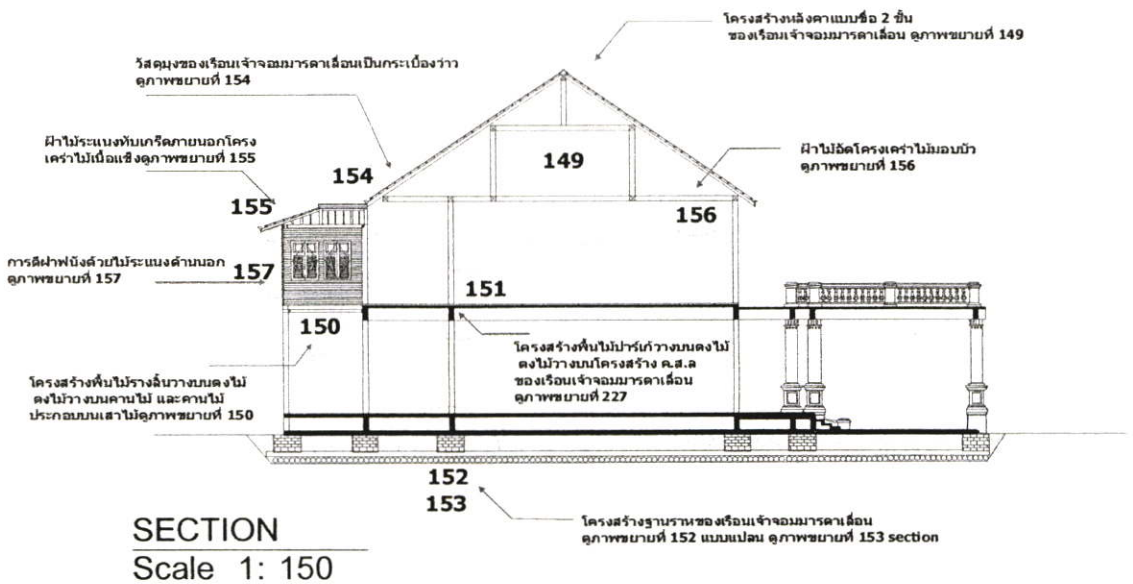 โครงสร้างหลังคาแบบขื่อ 2 ชั้น
ของเรือนเจ้าจอมมารดาเลื่อน ดูภาพขยายที่ 149
วัสดุมุงของเรือนเจ้าจอมมารดาเลื่อนเป็นกระเบื้องว่าว
ดูภาพขยายที่ 154
ฝ้าไม้ระแนงทับเกร็ดภายนอกโครง
เคร่าไม้เนื้อแข็งดูภาพขยายที่ 155
ฝ้าไม้อัดโครงเคร่าไม้มอบบัว
ดูภาพขยายที่ 156
149
154
155
156
การตีฝาผนังด้วยไม้ระแนงด้านนอก
ดูภาพขยายที่ 157
157
151
150
โครงสร้างพื้นไม้ปาร์เก้วางบนตงไม้
ตงไม้วางบนโครงสร้าง ค.ส.ล
ของเรือนเจ้าจอมมารดาเลื่อน
ดูภาพขยายที่ 227
โครงสร้างพื้นไม้รางลิ้นวางบนตงไม้
ตงไม้วางบนคานไม้ และคานไม้
ประกอบบนเสาไม้ดูภาพขยายที่ 150
152
153
โครงสร้างฐานรากของเรือนเจ้าจอมมารดาเลื่อน
ดูภาพขยายที่ 152 แบบแปลน ดูภาพขยายที่ 153 section
SECTION
Scale 1: 150